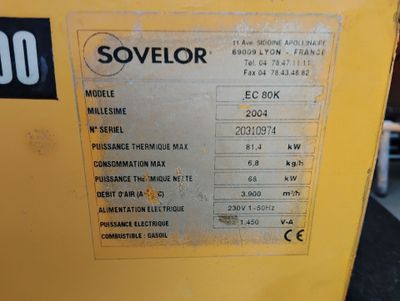 00
SOVELOR
11 Ave. SIDOINE APOLLINAIRE
69009 LYON - FRANCE
Tel. 04 78.47.11.11
Fax 04 78.43.48.82
MODELE EC 80K
MILLESIME 2004
N° SERIEL 20310974
PUISSANCE THERMIQUE MAX 81,4 kW
CONSOMMATION MAX 6,8 kg/h
PUISSANCE THERMIQUE NETTE 68 kW
DEBIT D'AIR 3.900 m³/h
ALIMENTATION ELECTRIQUE 230V 1~50Hz
PUISSANCE ELECTRIQUE 1.450 V-A
COMBUSTIBLE : GASOIL CE